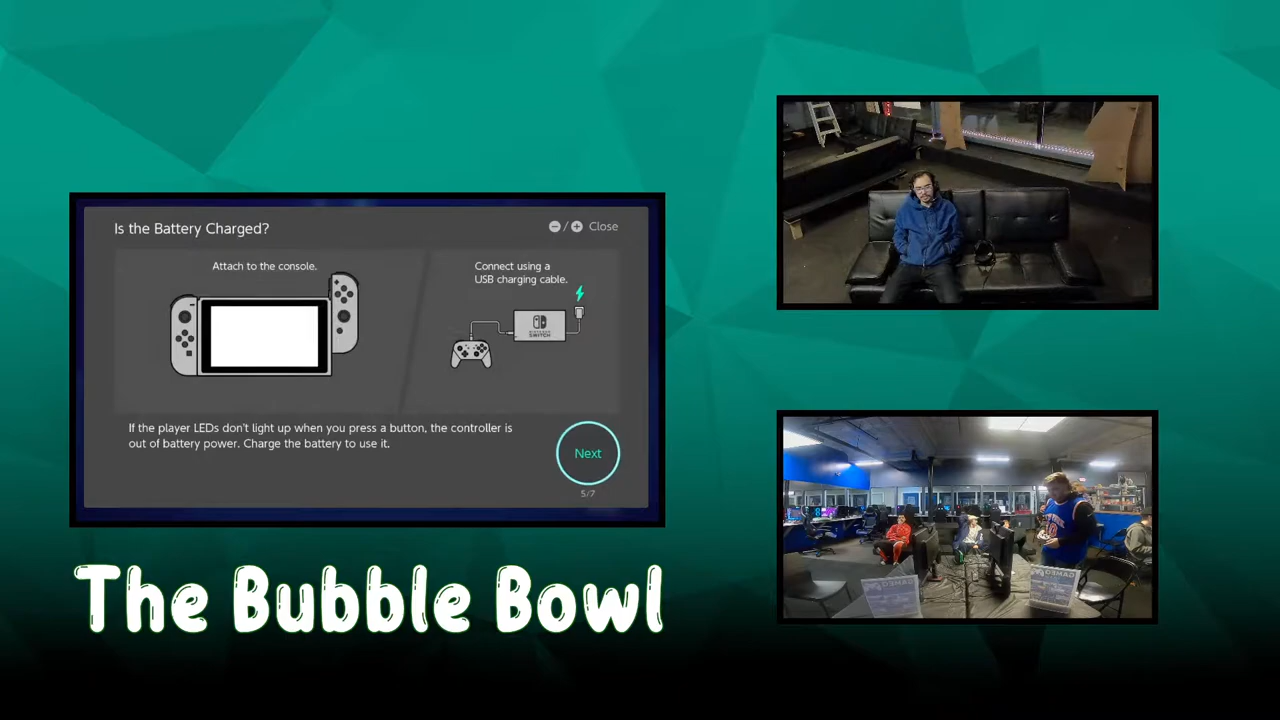 Is the Battery Charged?
/ Close
Attach to the console.
Connect using a
USB charging cable.
SWITCH
If the player LEDs don't light up when you press a button, the controller is
out of battery power. Charge the battery to use it.
Next
5/7
The Bubble Bowl